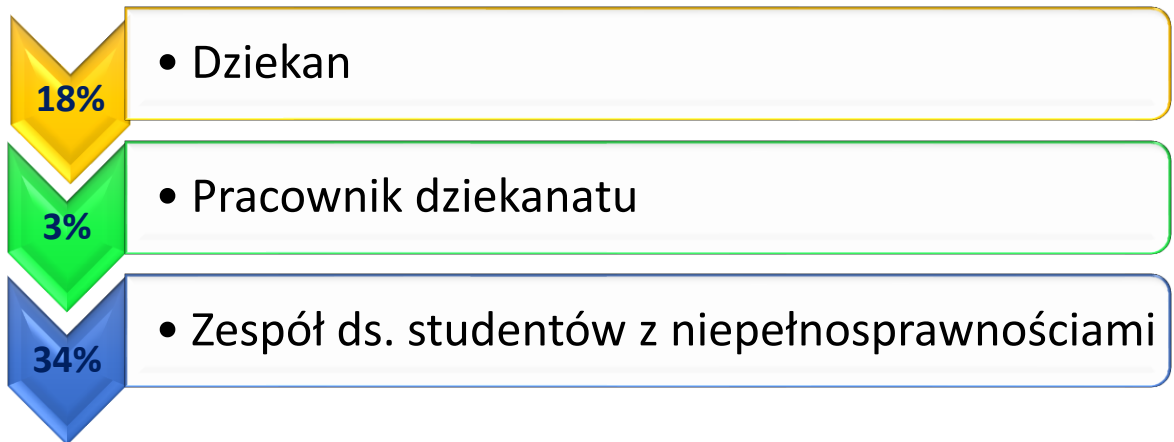 18%
• Dziekan
3%
• Pracownik dziekanatu
34%
• Zespół ds. studentów z niepełnosprawnościami